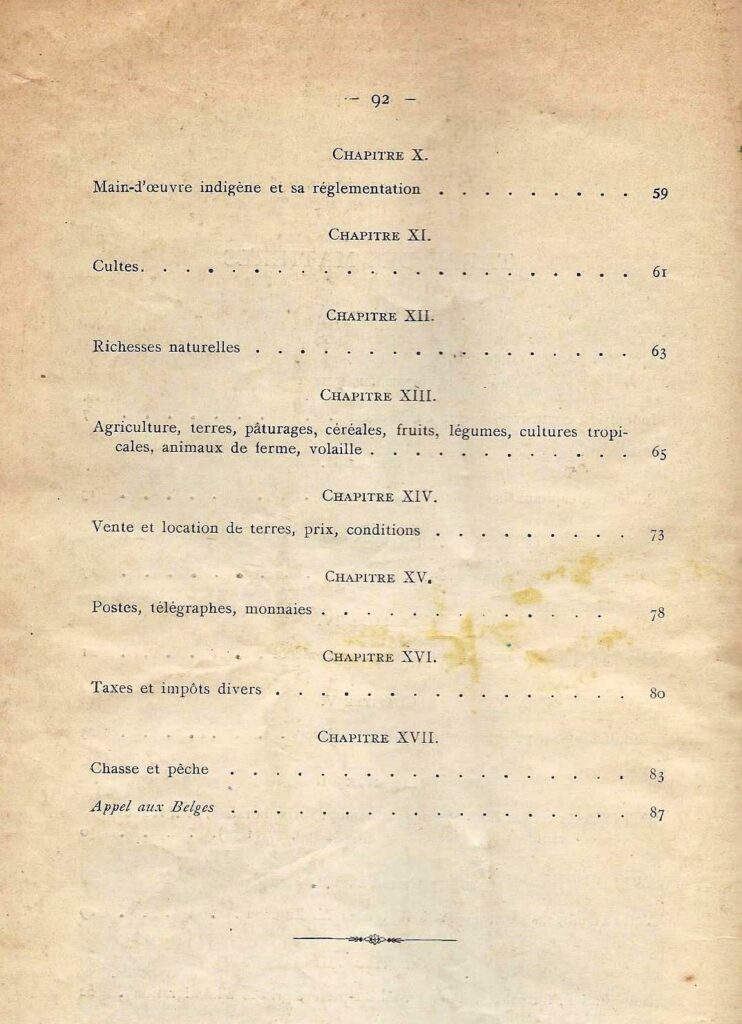 — 92 —
CHAPITRE X.
Main-d'œuvre indigène et sa réglementation . . . . . . . . . 59
CHAPITRE XI.
Cultes. . . . . . . . . . . . . . . . . . . . . . 61
CHAPITRE XII.
Richesses naturelles . . . . . . . . . . . . . . . . . 63
CHAPITRE XIII.
Agriculture, terres, pâturages, céréales, fruits, légumes, cultures tropi-
cales, animaux de ferme, volaille . . . . . . . . . . . . 65
CHAPITRE XIV.
Vente et location de terres, prix, conditions . . . . . . . . . 73
CHAPITRE XV.
Postes, télégraphes, monnaies . . . . . . . . . . . . . 78
CHAPITRE XVI.
Taxes et impôts divers . . . . . . . . . . . . . . . . 80
CHAPITRE XVII.
Chasse et pêche . . . . . . . . . . . . . . . . . . 83
Appel aux Belges . . . . . . . . . . . . . . . . . . 87